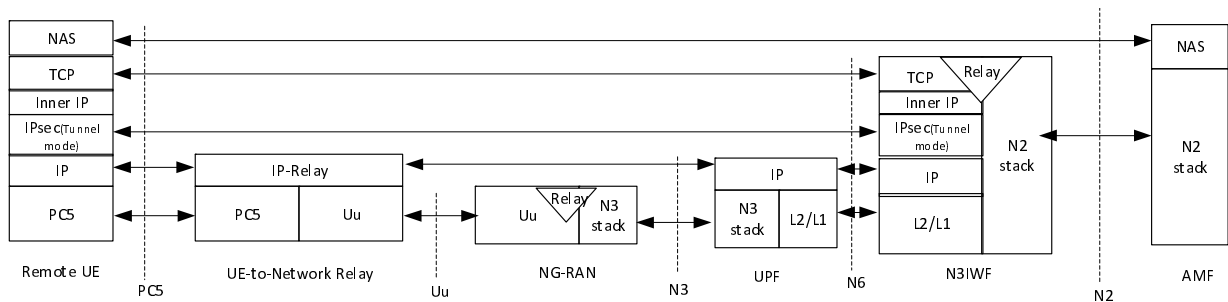 NAS
TCP
Inner IP
IPsec(Tunnel
mode)
IP
PC5
Remote UE
PC5
IP-Relay
PC5
Uu
UE-to-Network Relay
Uu
Uu
Relay
N3
stack
NG-RAN
N3
IP
N3
stack
L2/L1
UPF
N6
TCP
Relay
Inner IP
IPsec(Tunnel
mode)
IP
L2/L1
N2
stack
N3IWF
N2
NAS
N2
stack
AMF